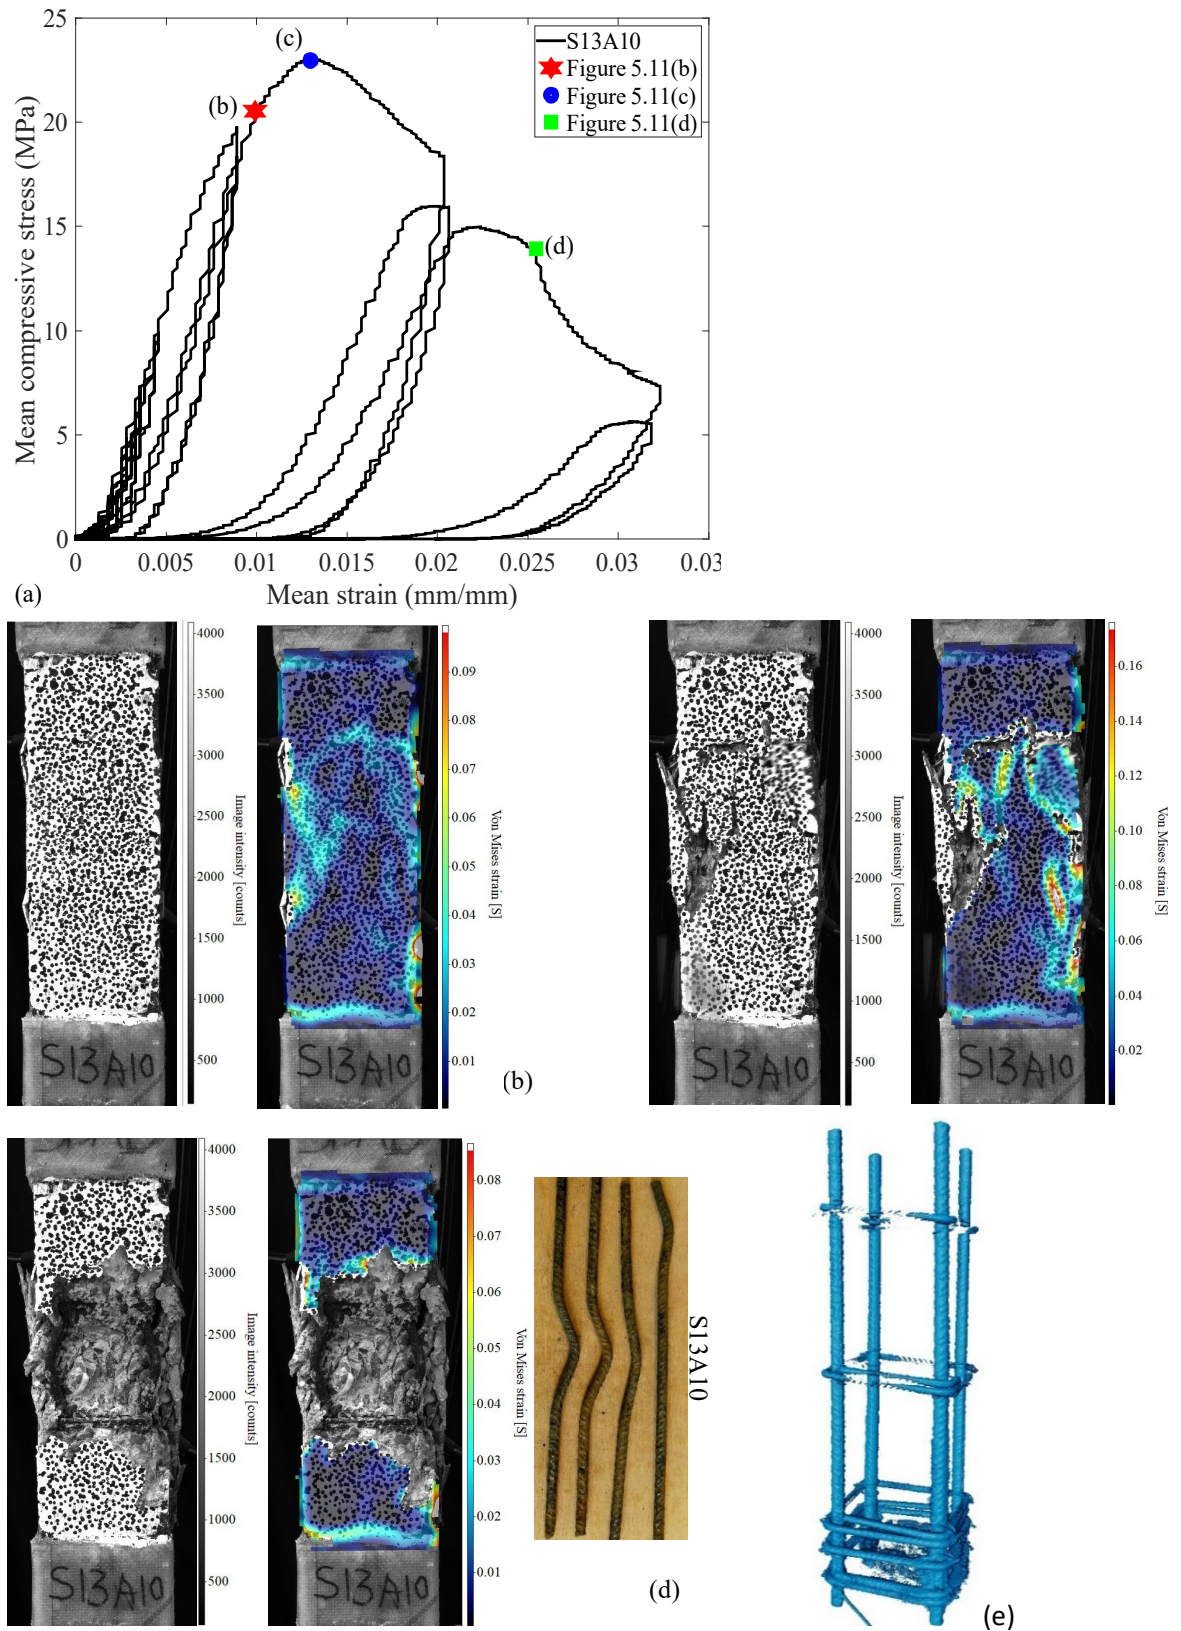 25
20
15
10
5
0
Mean compressive stress (MPa)
(c)
(b)
(d)
S13A10
Figure 5.11(b)
Figure 5.11(c)
Figure 5.11(d)
0 0.005 0.01 0.015 0.02 0.025 0.03 0.03
Mean strain (mm/mm)
(a)
4000
3500
3000
2500
2000
1500
1000
500
Image intensity [counts]
S13A10
0.09
0.08
0.07
0.06
0.05
0.04
0.03
0.02
0.01
Von Mises strain [S]
S13A10
(b)
4000
3500
3000
2500
2000
1500
1000
500
Image intensity [counts]
S13A10
0.16
0.14
0.12
0.10
0.08
0.06
0.04
0.02
Von Mises strain [S]
S13A10
4000
3500
3000
2500
2000
1500
1000
500
Image intensity [counts]
S13A10
0.08
0.07
0.06
0.05
0.04
0.03
0.02
0.01
Von Mises strain [S]
S13A10
S13A10
(d)
(e)